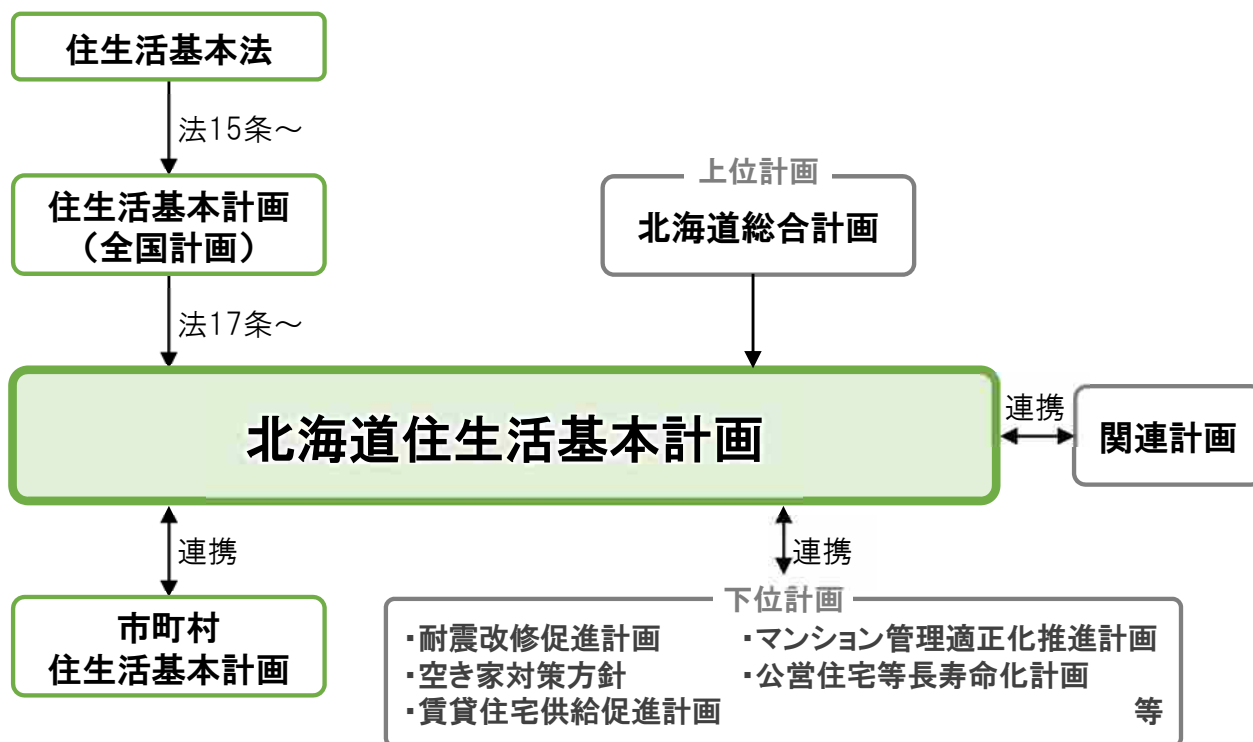 住生活基本法
法15条～
住生活基本計画
（全国計画）
上位計画
北海道総合計画
法17条～
北海道住生活基本計画
連携
関連計画
連携
連携
市町村
住生活基本計画
下位計画
・耐震改修促進計画
・マンション管理適正化推進計画
・空き家対策方針
・公営住宅等長寿命化計画
・賃貸住宅供給促進計画
等